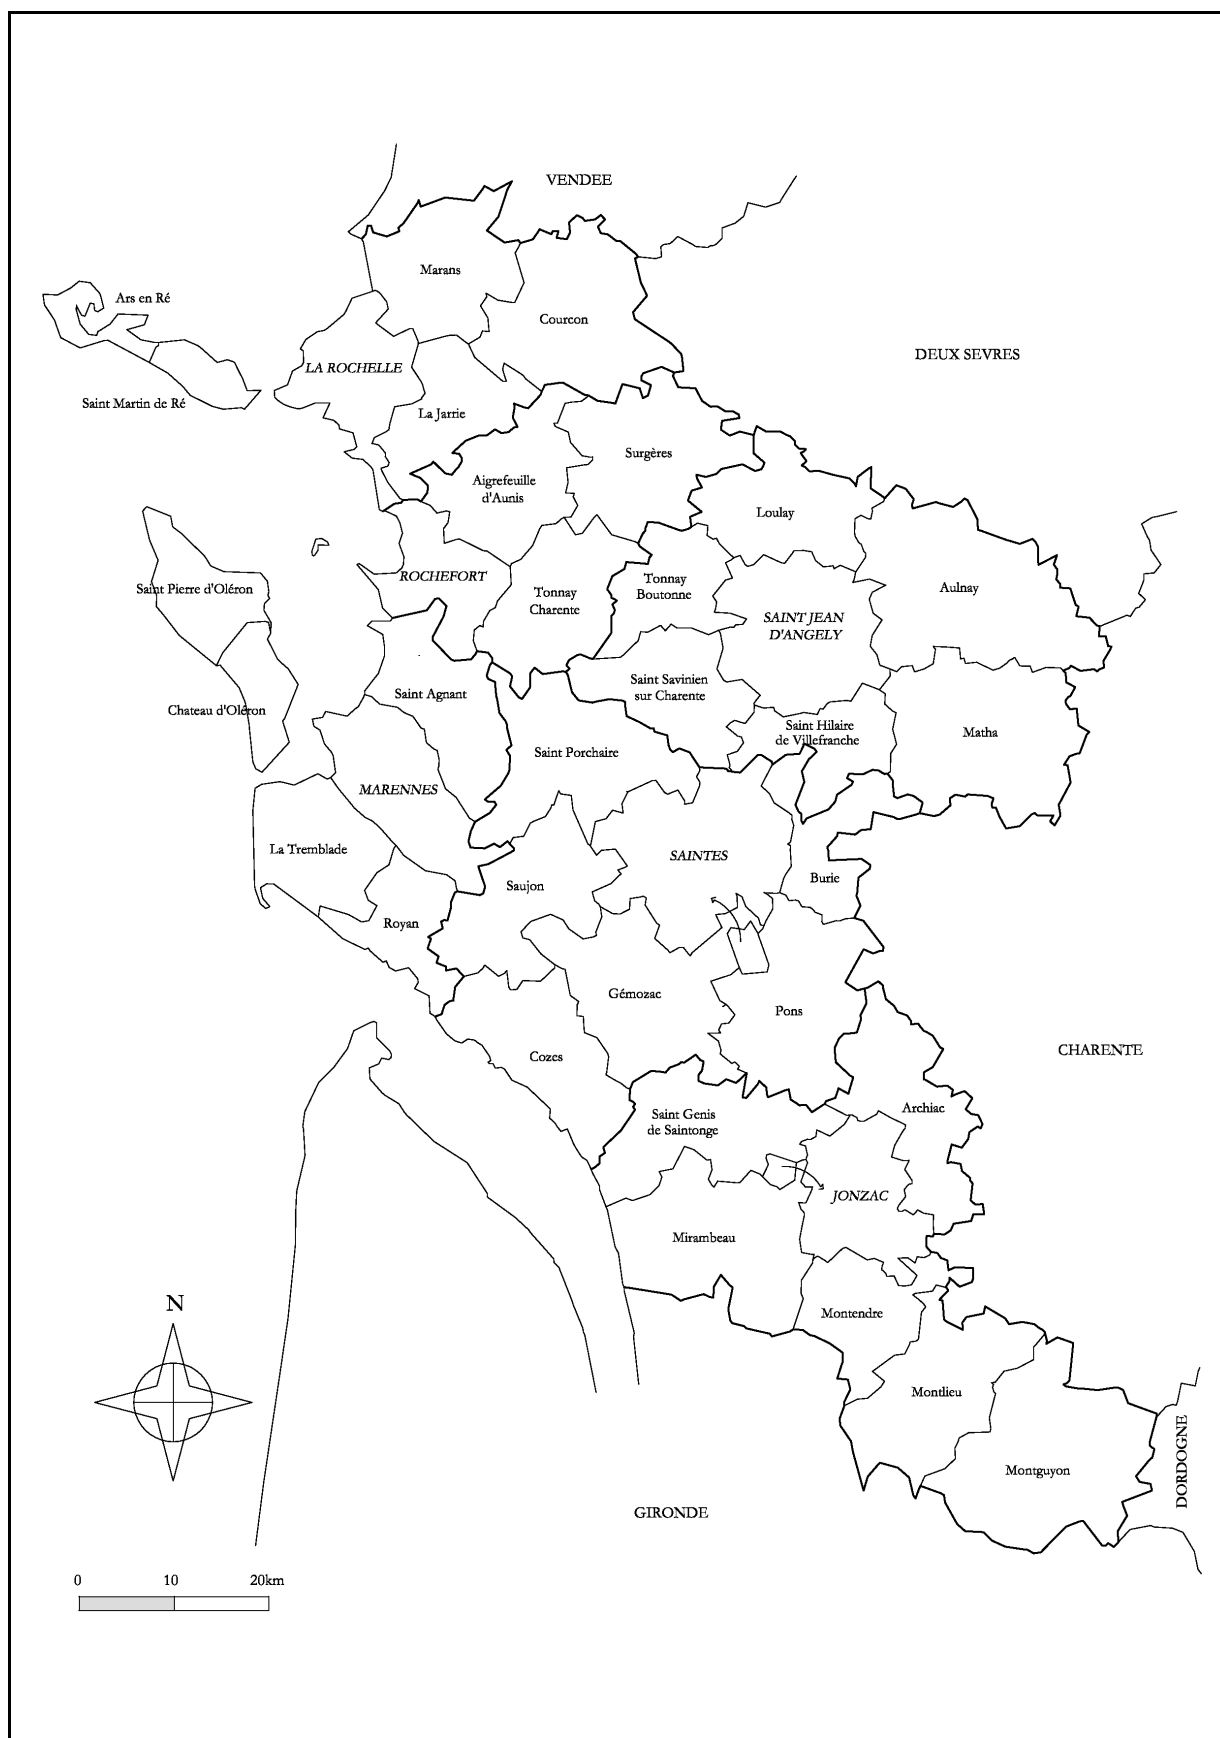 VENDEE
Marans
Ars en Ré
Courcon
DEUX SEVRES
LA ROCHELLE
Saint Martin de Ré
La Jarrie
Surgères
Aigrefeuille
d'Aunis
Loulay
ROCHEFORT
Saint Pierre d'Oléron
Tonnay
Charente
Tonnay
Boutonne
Aulnay
SAINT JEAN
D'ANGELY
Saint Agnant
Saint Savinien
sur Charente
Chateau d'Oléron
Saint Hilaire
de Villefranche
Matha
Saint Porchaire
MARENNES
La Tremblade
SAINTES
Burie
Saujon
Royan
Gémozac
Pons
Cozes
CHARENTE
Archiac
Saint Genis
de Saintonge
JONZAC
Mirambeau
N
Montendre
Montlieu
DORDOGNE
Montguyon
GIRONDE
0 10 20km